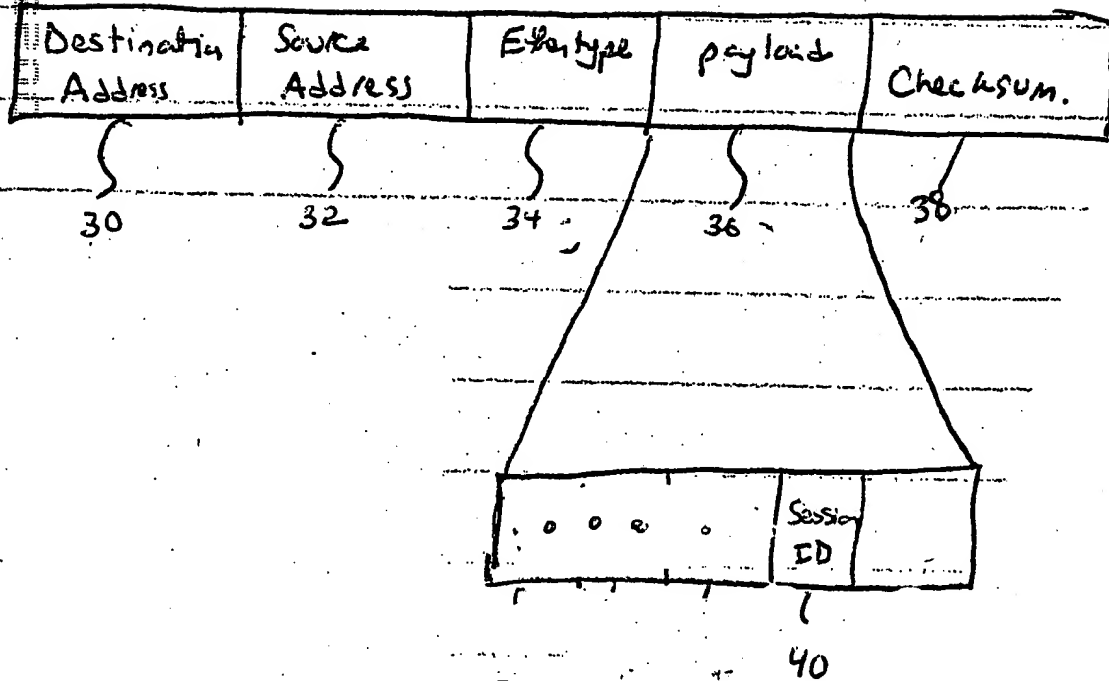 Destination
Address
Source
Address
Ethertype
payload
Checksum.
30
32
34
36
38
Session
ID
40